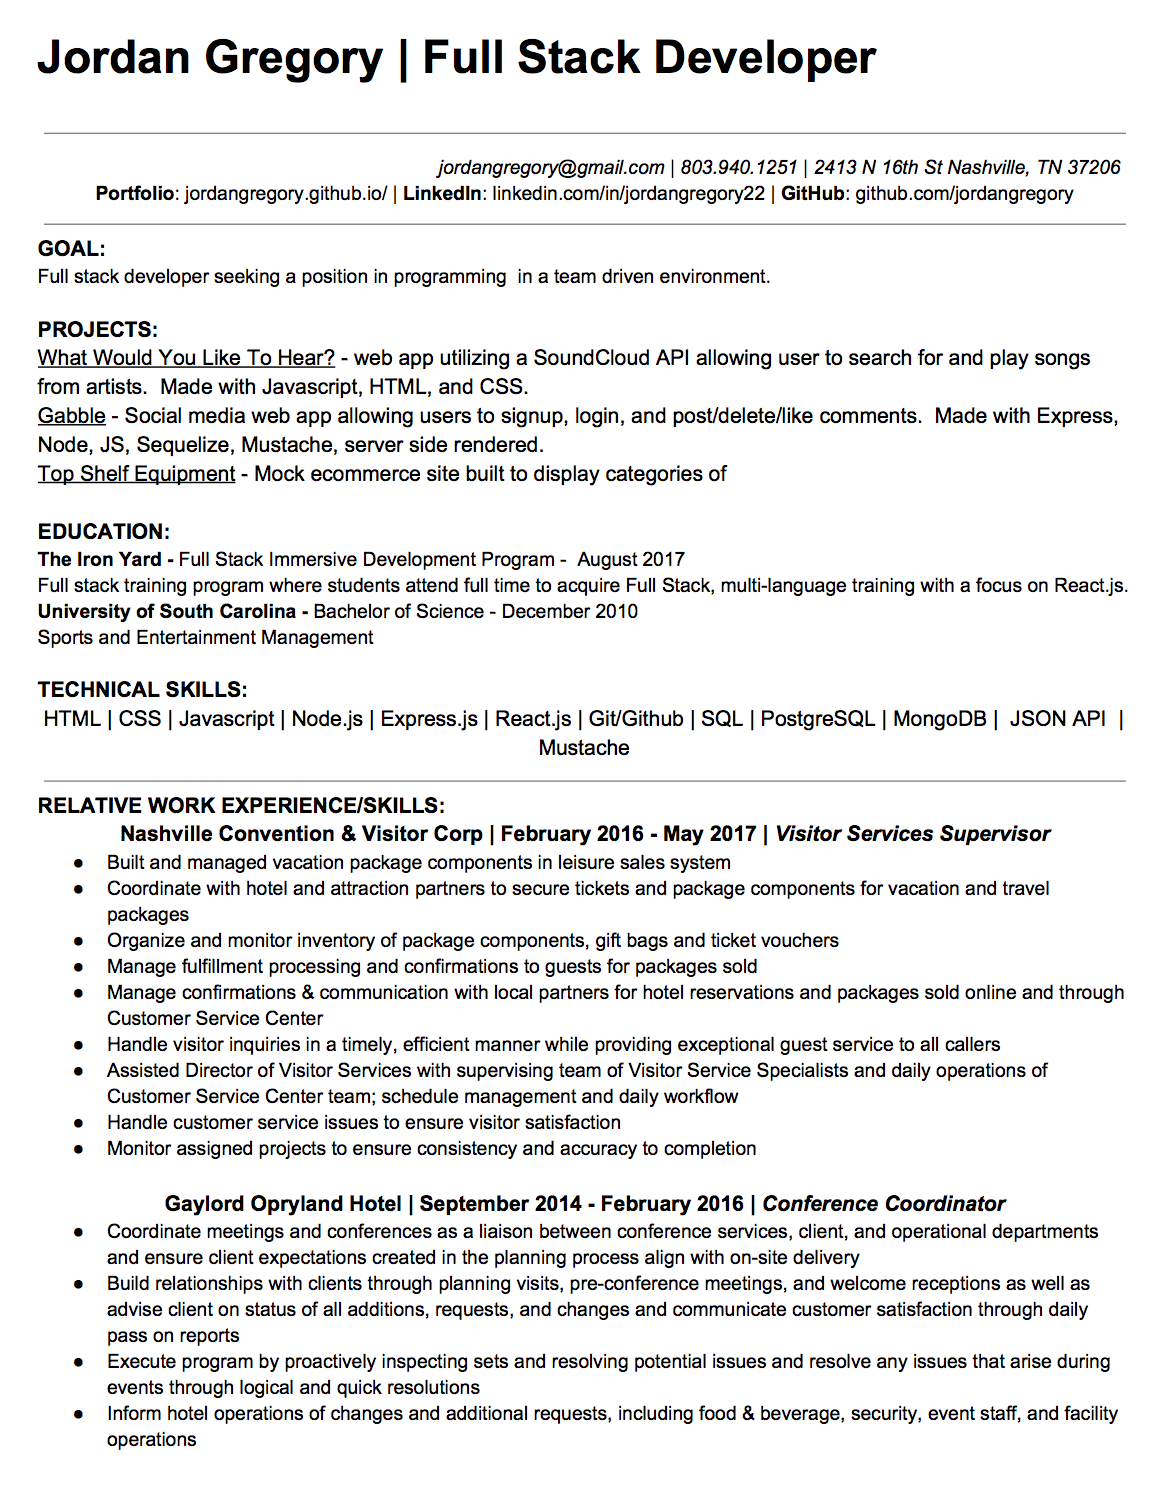 Jordan Gregory | Full Stack Developer
jordangregory@gmail.com | 803.940.1251 | 2413 N 16th St Nashville, TN 37206
Portfolio: jordangregory.github.io/ | LinkedIn: linkedin.com/in/jordangregory22 | GitHub: github.com/jordangregory
GOAL:
Full stack developer seeking a position in programming  in a team driven environment.
PROJECTS:
What Would You Like To Hear? - web app utilizing a SoundCloud API allowing user to search for and play songs
from artists.  Made with Javascript, HTML, and CSS.
Gabble - Social media web app allowing users to signup, login, and post/delete/like comments.  Made with Express,
Node, JS, Sequelize, Mustache, server side rendered.
Top Shelf Equipment - Mock ecommerce site built to display categories of
EDUCATION:
The Iron Yard - Full Stack Immersive Development Program -  August 2017
Full stack training program where students attend full time to acquire Full Stack, multi-language training with a focus on React.js.
University of South Carolina - Bachelor of Science - December 2010
Sports and Entertainment Management
TECHNICAL SKILLS:
HTML | CSS | Javascript | Node.js | Express.js | React.js | Git/Github | SQL | PostgreSQL | MongoDB |  JSON API  |
Mustache
RELATIVE WORK EXPERIENCE/SKILLS:
Nashville Convention & Visitor Corp | February 2016 - May 2017 | Visitor Services Supervisor
● Built and managed vacation package components in leisure sales system
● Coordinate with hotel and attraction partners to secure tickets and package components for vacation and travel
packages
● Organize and monitor inventory of package components, gift bags and ticket vouchers
● Manage fulfillment processing and confirmations to guests for packages sold
● Manage confirmations & communication with local partners for hotel reservations and packages sold online and through
Customer Service Center
● Handle visitor inquiries in a timely, efficient manner while providing exceptional guest service to all callers
● Assisted Director of Visitor Services with supervising team of Visitor Service Specialists and daily operations of
Customer Service Center team; schedule management and daily workflow
● Handle customer service issues to ensure visitor satisfaction
● Monitor assigned projects to ensure consistency and accuracy to completion
Gaylord Opryland Hotel | September 2014 - February 2016 | Conference Coordinator
● Coordinate meetings and conferences as a liaison between conference services, client, and operational departments
and ensure client expectations created in the planning process align with on-site delivery
● Build relationships with clients through planning visits, pre-conference meetings, and welcome receptions as well as
advise client on status of all additions, requests, and changes and communicate customer satisfaction through daily
pass on reports
● Execute program by proactively inspecting sets and resolving potential issues and resolve any issues that arise during
events through logical and quick resolutions
● Inform hotel operations of changes and additional requests, including food & beverage, security, event staff, and facility
operations